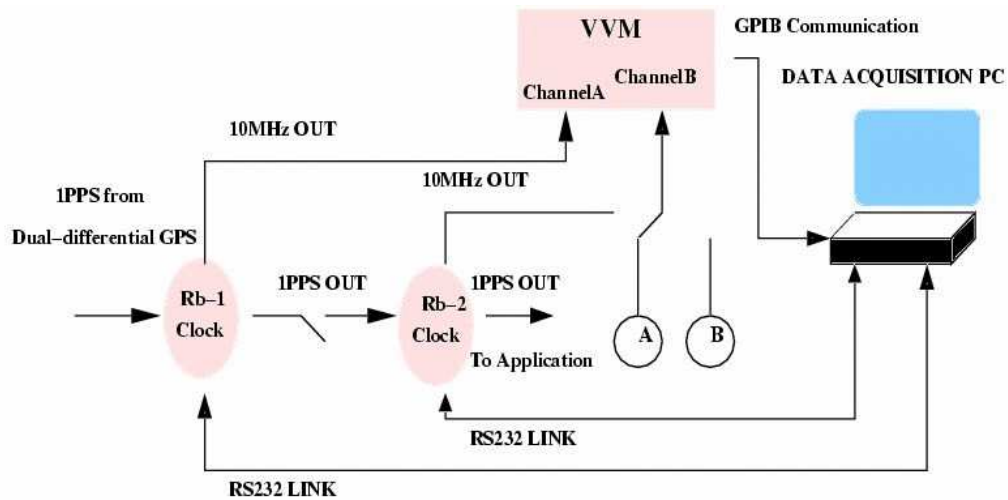 VVM
GPIB Communication
ChannelA
ChannelB
DATA ACQUISITION PC
10MHz OUT
10MHz OUT
1PPS from
Dual–differential GPS
Rb–1
Clock
1PPS OUT
Rb–2
Clock
1PPS OUT
To Application
A
B
RS232 LINK
RS232 LINK